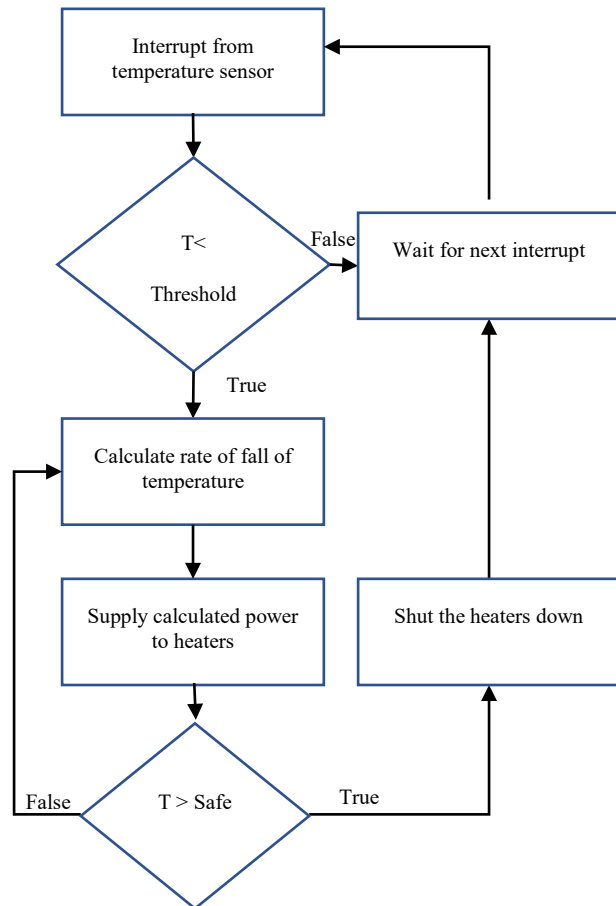 Interrupt from
temperature sensor
T<
Threshold
False
Wait for next interrupt
True
Calculate rate of fall of
temperature
Supply calculated power
to heaters
Shut the heaters down
False
T > Safe
True